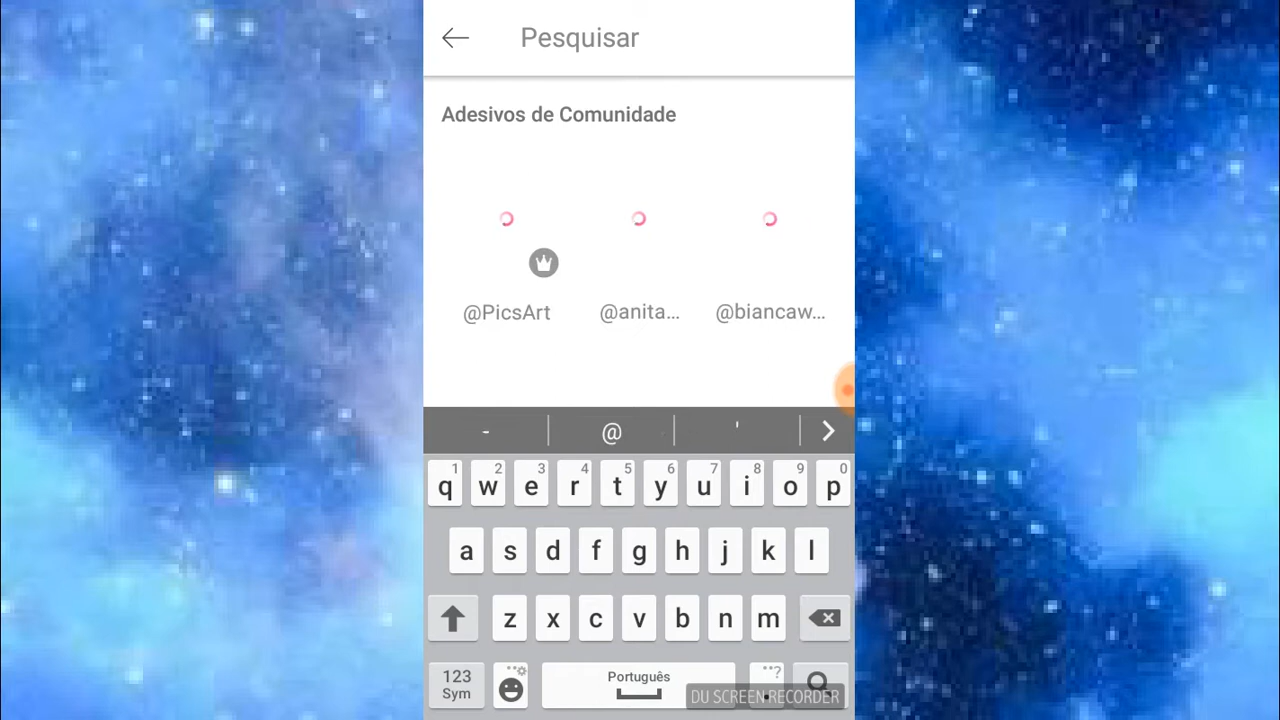 Pesquisar
Adesivos de Comunidade
@PicsArt @anita... @biancaw...
- @ '
1 2 3 4 5 6 7 8 9 0
q w e r t y u i o p
a s d f g h j k l
z x c v b n m
123 Português ?
Sym .
DU SCREEN RECORDER